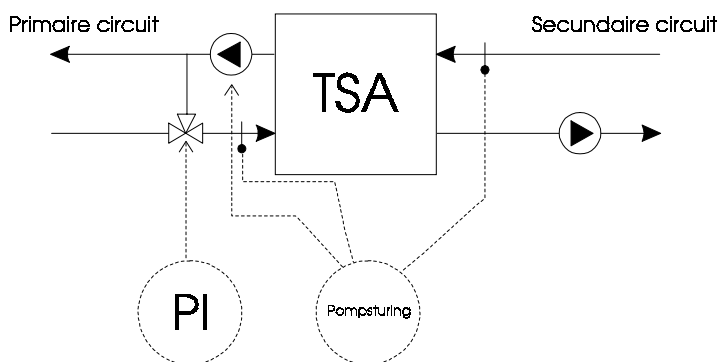 Primaire circuit
Secundaire circuit
TSA
PI
Pompsturing